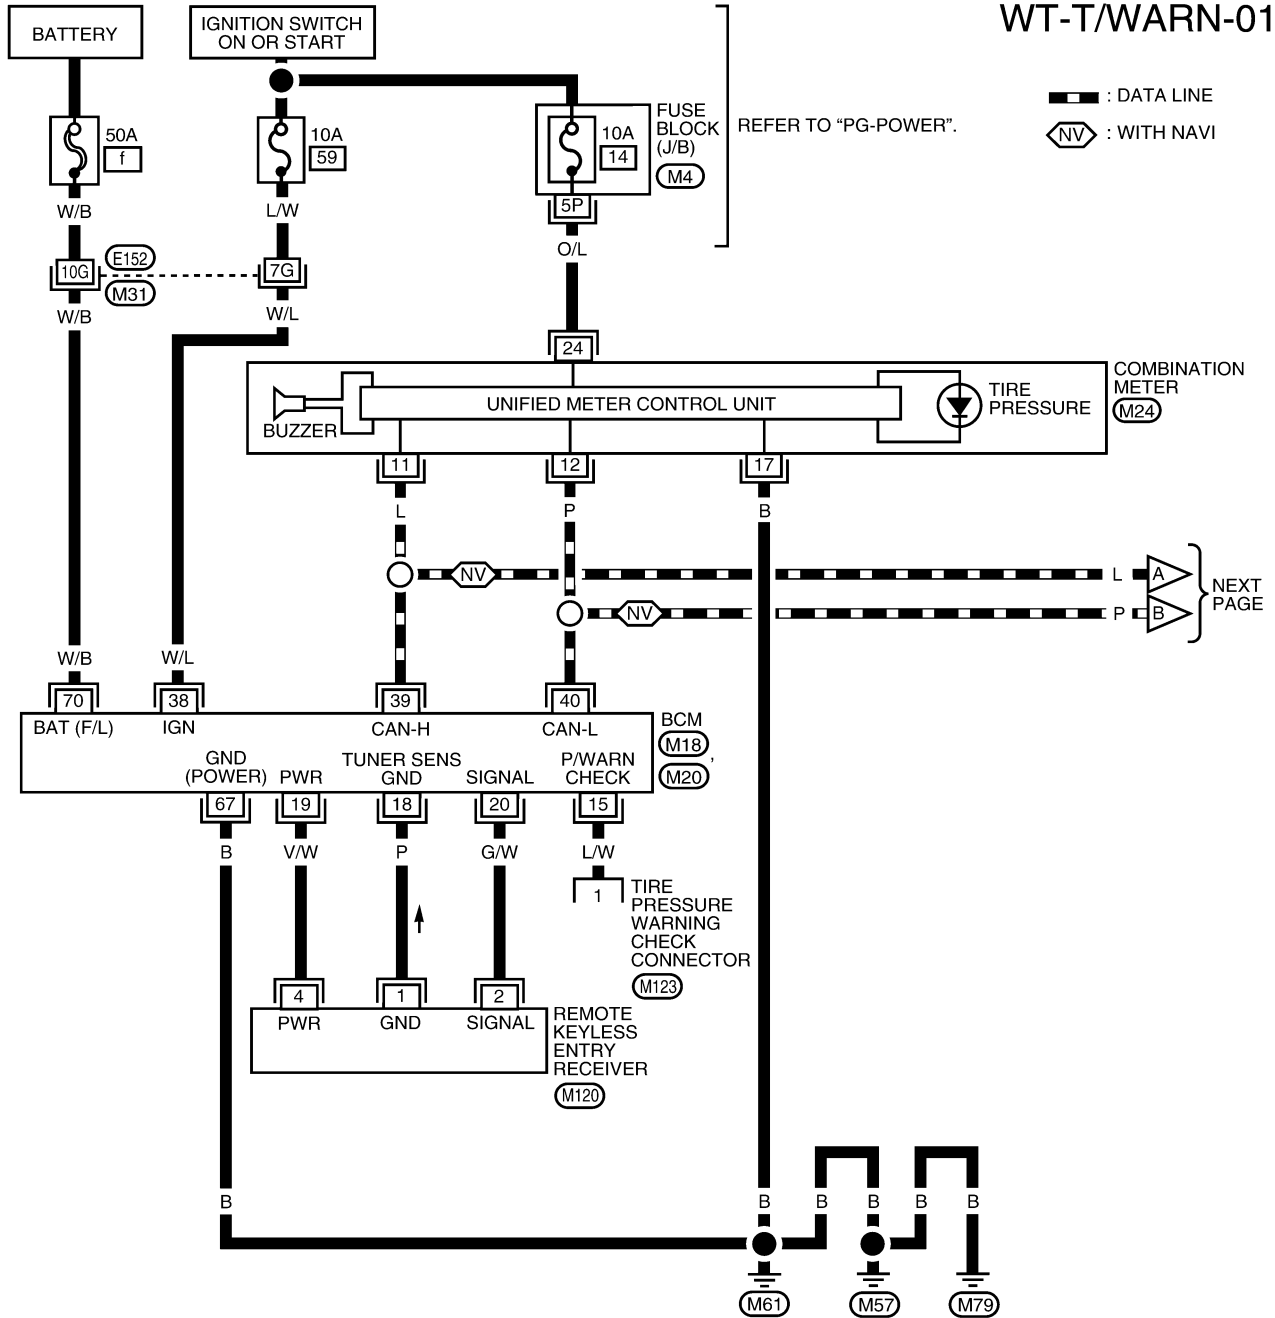 WT-T/WARN-01
BATTERY
IGNITION SWITCH
ON OR START
: DATA LINE
NV : WITH NAVI
50A
f
10A
59
10A
14
FUSE
BLOCK
(J/B)
M4
REFER TO “PG-POWER”.
5P
W/B
L/W
O/L
10G
E152
M31
7G
W/B
W/L
24
COMBINATION
METER
M24
BUZZER
UNIFIED METER CONTROL UNIT
TIRE
PRESSURE
11
12
17
L
P
B
NV
L
A
NV
P
B
NEXT
PAGE
W/B
W/L
70
38
39
40
BAT (F/L)
IGN
CAN-H
CAN-L
BCM
M18 ,
M20
GND
(POWER)
PWR
TUNER SENS
GND
SIGNAL
P/WARN
CHECK
67
19
18
20
15
B
V/W
P
G/W
L/W
1
TIRE
PRESSURE
WARNING
CHECK
CONNECTOR
M123
4
1
2
PWR
GND
SIGNAL
REMOTE
KEYLESS
ENTRY
RECEIVER
M120
B
B
B
B
B
B
M61
M57
M79